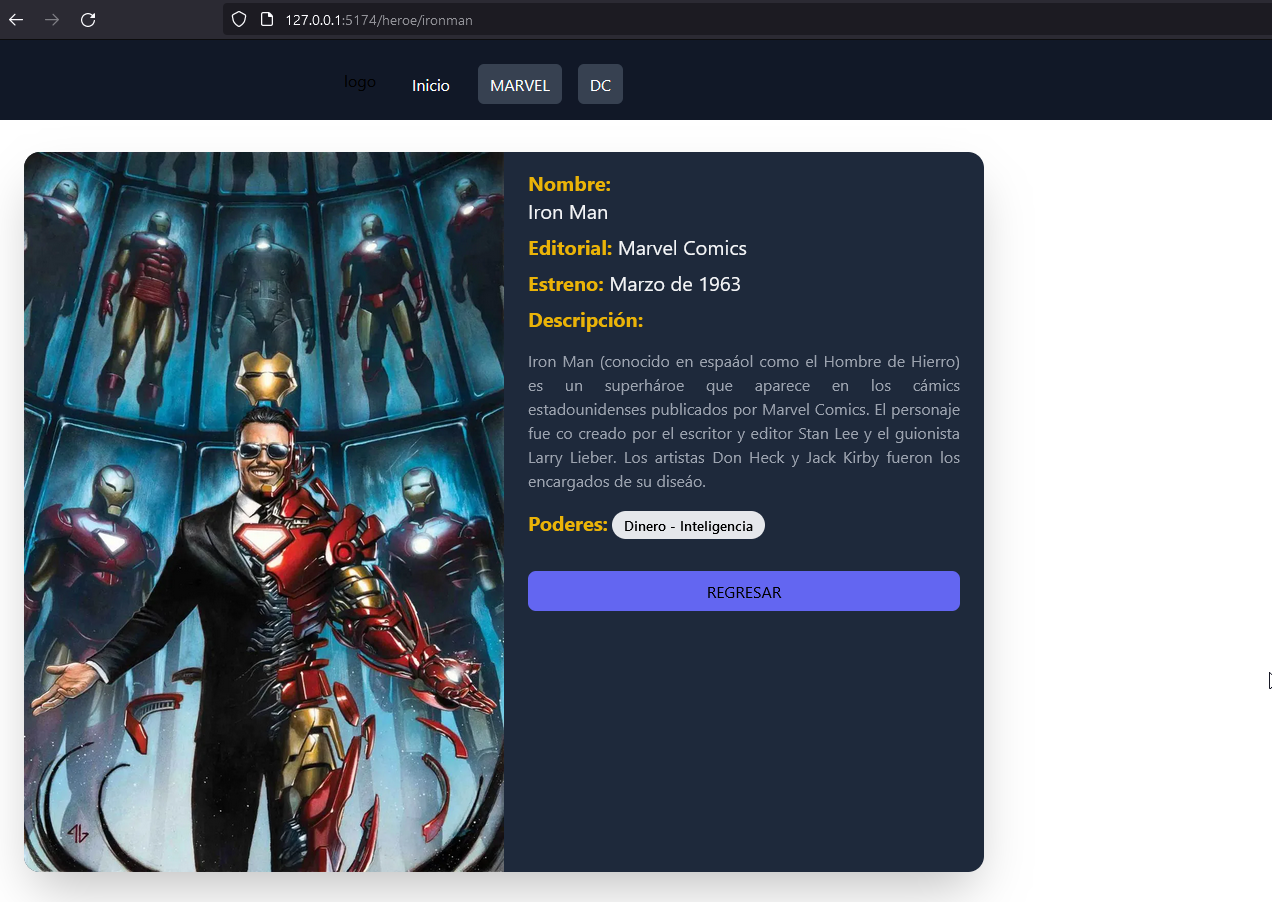 127.0.0.1:5174/heroe/ironman
logo Inicio MARVEL DC
Nombre:
Iron Man
Editorial: Marvel Comics
Estreno: Marzo de 1963
Descripción:
Iron Man (conocido en espaáol como el Hombre de Hierro)
es un superhároe que aparece en los cámics
estadounidenses publicados por Marvel Comics. El personaje
fue co creado por el escritor y editor Stan Lee y el guionista
Larry Lieber. Los artistas Don Heck y Jack Kirby fueron los
encargados de su diseáo.
Poderes: Dinero - Inteligencia
REGRESAR